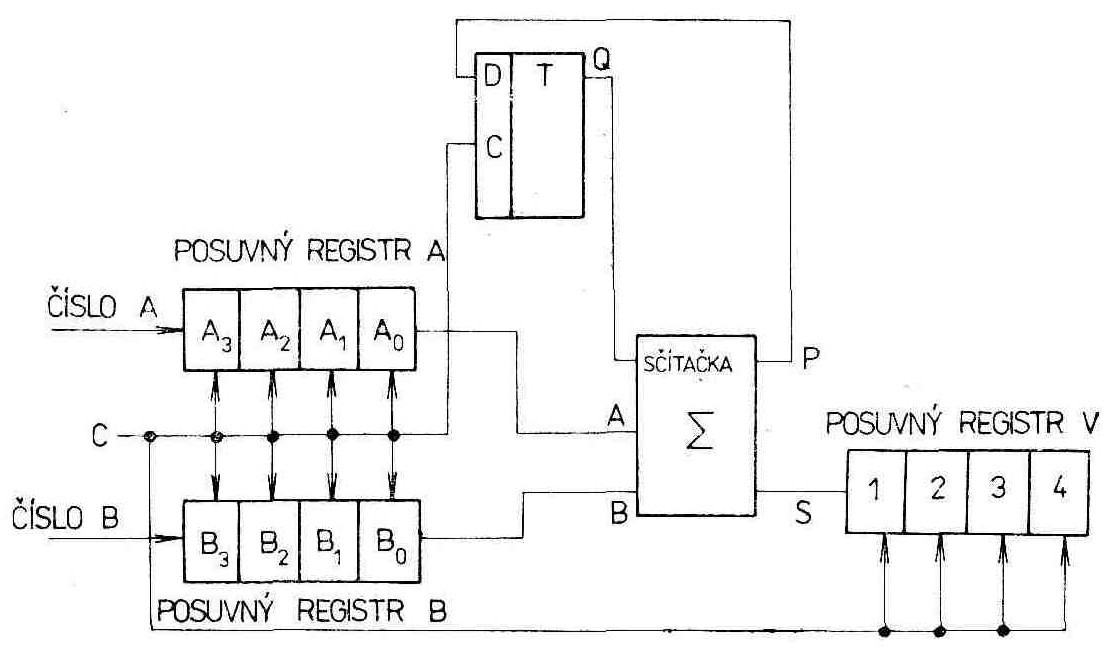 D T Q
C
POSUVNÝ REGISTR A
ČÍSLO A
A3 A2 A1 A0
SČÍTAČKA
P
A
Σ
C
POSUVNÝ REGISTR V
ČÍSLO B
B3 B2 B1 B0
B
S
1 2 3 4
POSUVNÝ REGISTR B